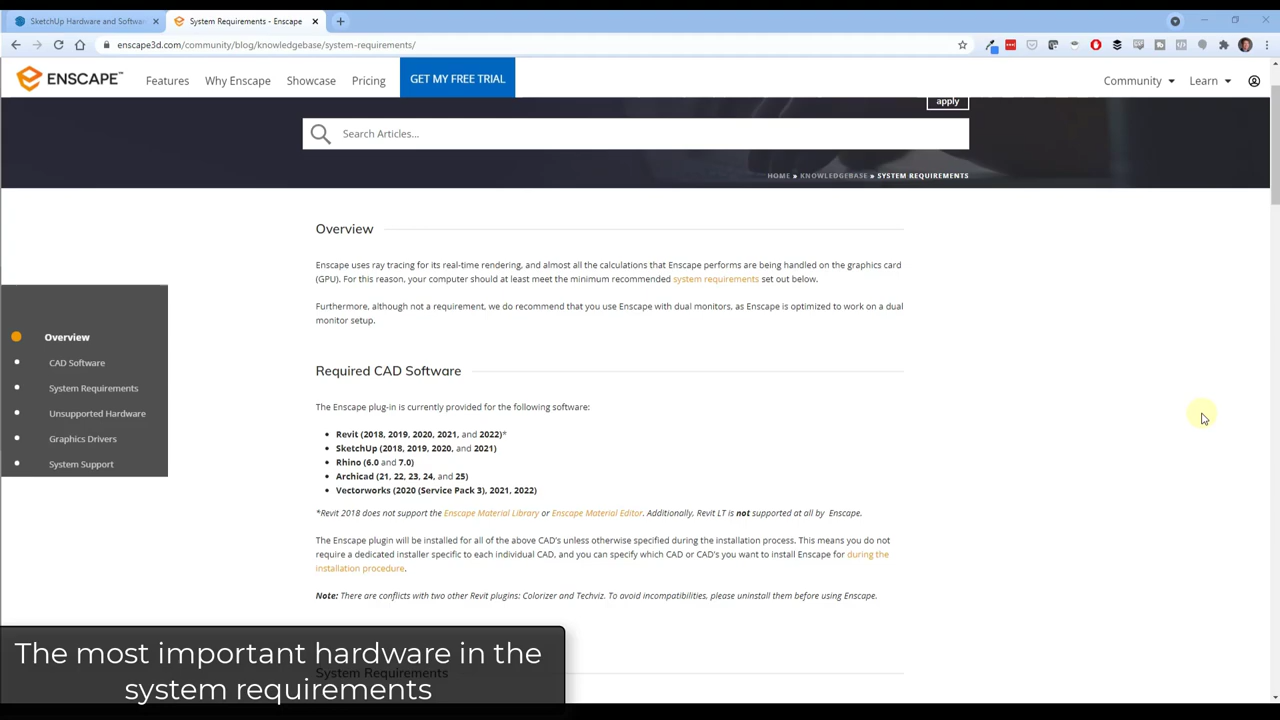 SketchUp Hardware and Softwar
System Requirements - Enscape
enscape3d.com/community/blog/knowledgebase/system-requirements/
ENSCAPE™
Features
Why Enscape
Showcase
Pricing
GET MY FREE TRIAL
Community
Learn
apply
Search Articles...
HOME » KNOWLEDGEBASE » SYSTEM REQUIREMENTS
Overview
Enscape uses ray tracing for its real-time rendering, and almost all the calculations that Enscape performs are being handled on the graphics card
(GPU). For this reason, your computer should at least meet the minimum recommended system requirements set out below.
Furthermore, although not a requirement, we do recommend that you use Enscape with dual monitors, as Enscape is optimized to work on a dual
monitor setup.
Overview
CAD Software
System Requirements
Unsupported Hardware
Graphics Drivers
System Support
Required CAD Software
The Enscape plug-in is currently provided for the following software:
• Revit (2018, 2019, 2020, 2021, and 2022)*
• SketchUp (2018, 2019, 2020, and 2021)
• Rhino (6.0 and 7.0)
• Archicad (21, 22, 23, 24, and 25)
• Vectorworks (2020 (Service Pack 3), 2021, 2022)
*Revit 2018 does not support the Enscape Material Library or Enscape Material Editor. Additionally, Revit LT is not supported at all by Enscape.
The Enscape plugin will be installed for all of the above CAD's unless otherwise specified during the installation process. This means you do not
require a dedicated installer specific to each individual CAD, and you can specify which CAD or CAD's you want to install Enscape for during the
installation procedure.
Note: There are conflicts with two other Revit plugins: Colorizer and Techviz. To avoid incompatibilities, please uninstall them before using Enscape.
System Requirements
The most important hardware in the
system requirements